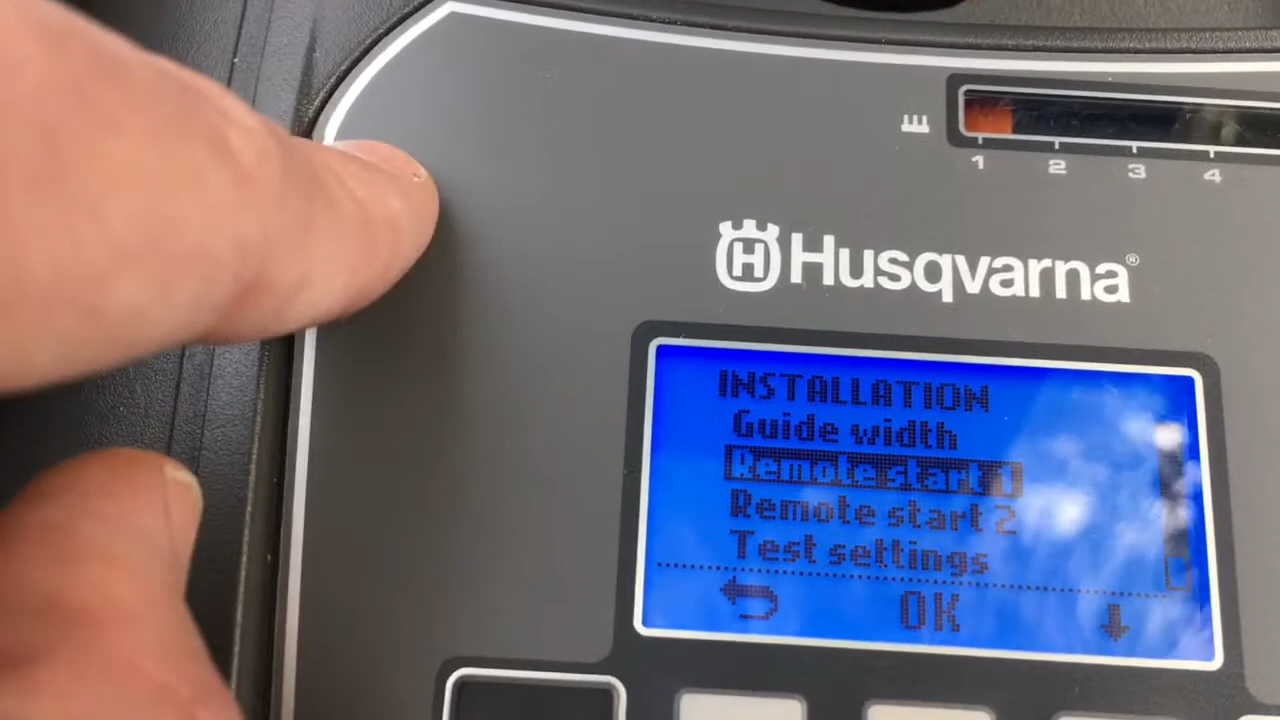 1 2 3 4
Husqvarna®
INSTALLATION
Guide width
Remote start 1
Remote start 2
Test settings
OK